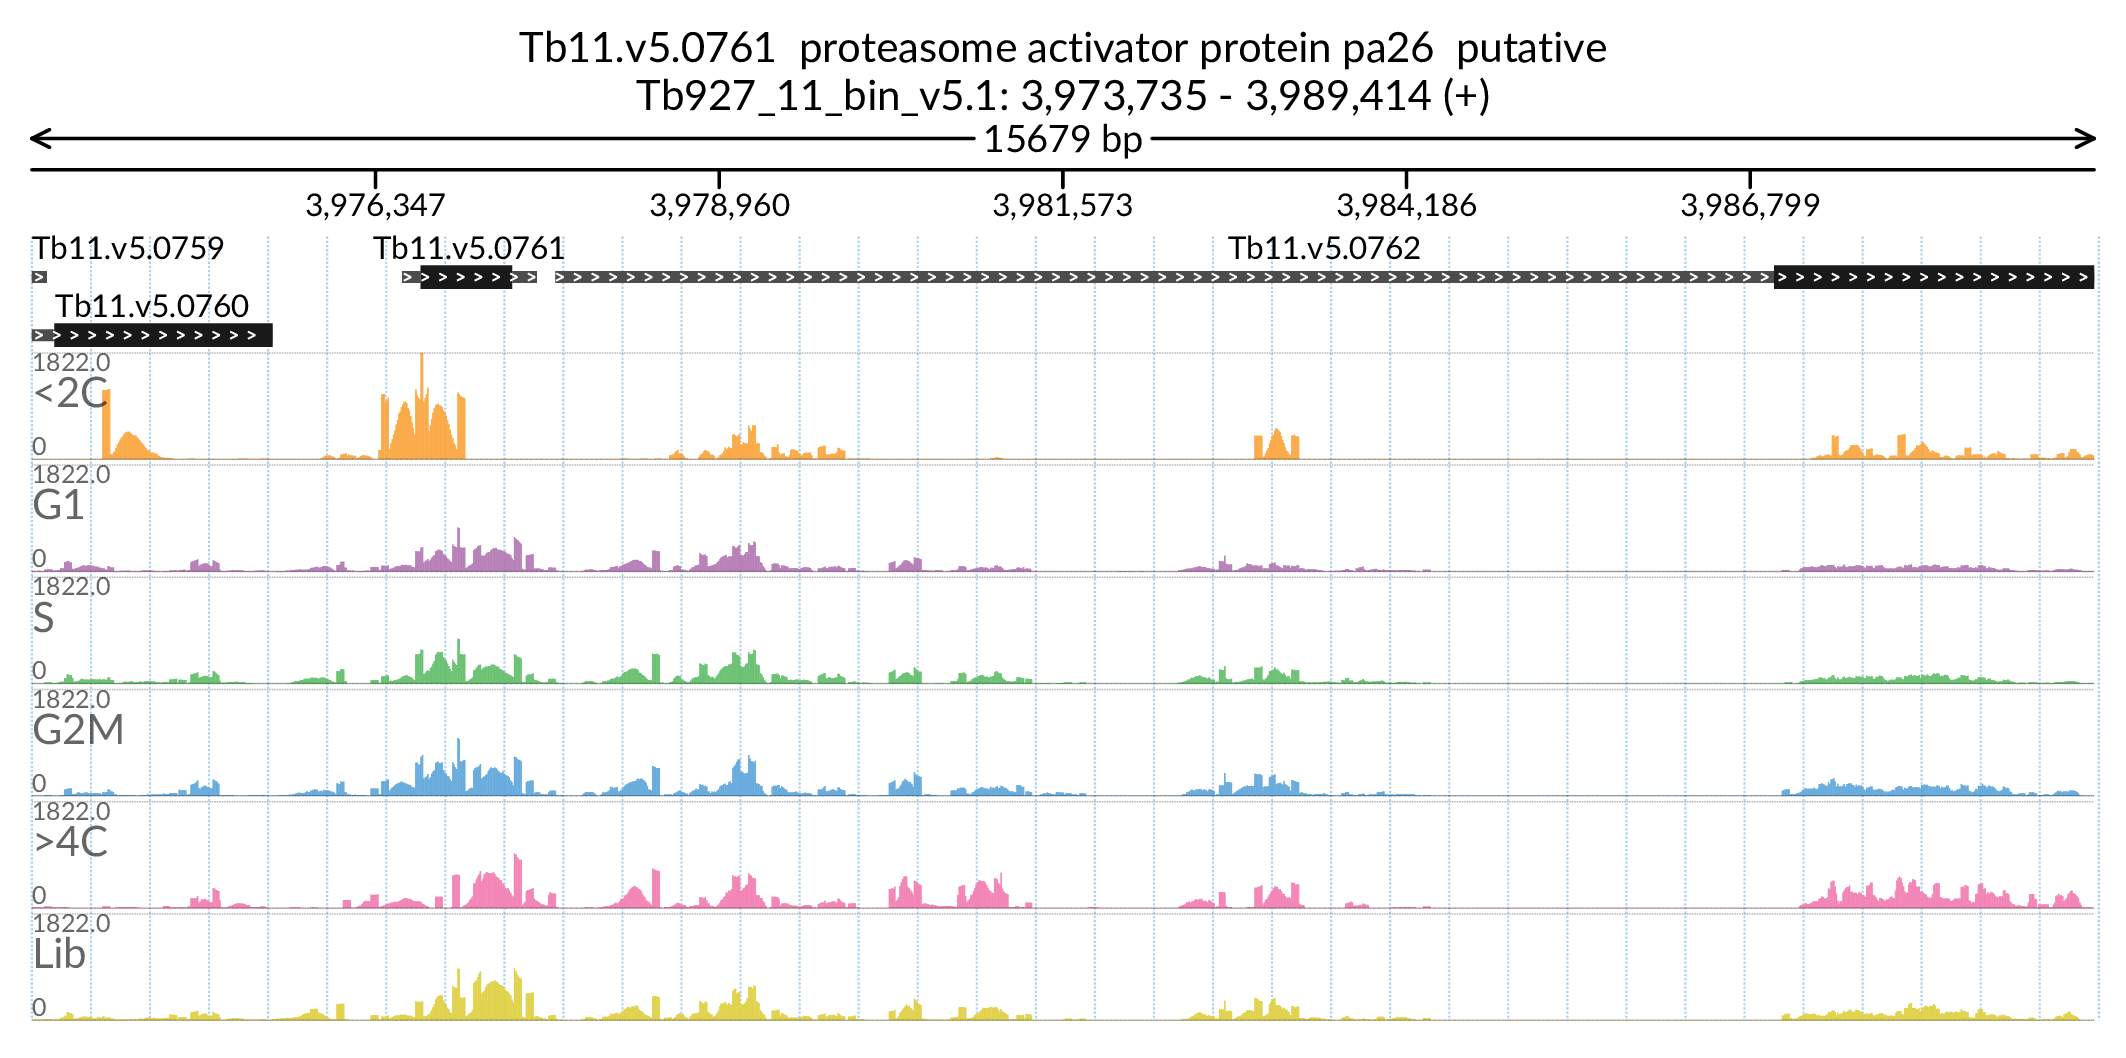 Tb11.v5.0761  proteasome activator protein pa26  putative
Tb927_11_bin_v5.1: 3,973,735 - 3,989,414 (+)
15679 bp
3,976,347 3,978,960 3,981,573 3,984,186 3,986,799
Tb11.v5.0759 Tb11.v5.0761 Tb11.v5.0762
Tb11.v5.0760
1822.0
<2C
0
1822.0
G1
0
1822.0
S
0
1822.0
G2M
0
1822.0
>4C
0
1822.0
Lib
0